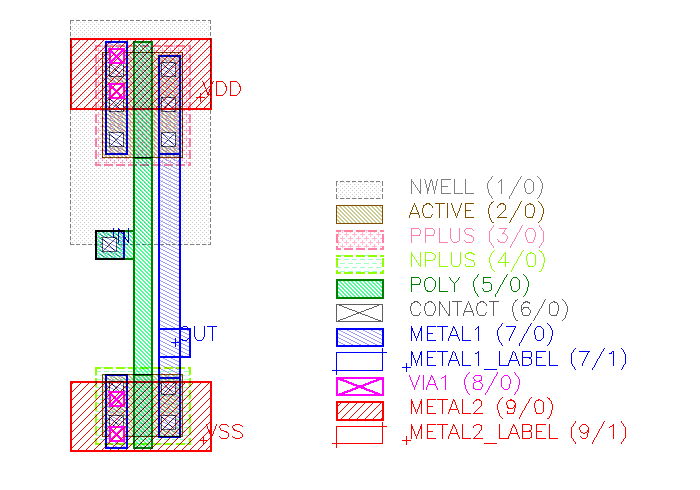 VDD
IN
OUT
VSS
NWELL (1/0)
ACTIVE (2/0)
PPLUS (3/0)
NPLUS (4/0)
POLY (5/0)
CONTACT (6/0)
METAL1 (7/0)
METAL1_LABEL (7/1)
VIA1 (8/0)
METAL2 (9/0)
METAL2_LABEL (9/1)